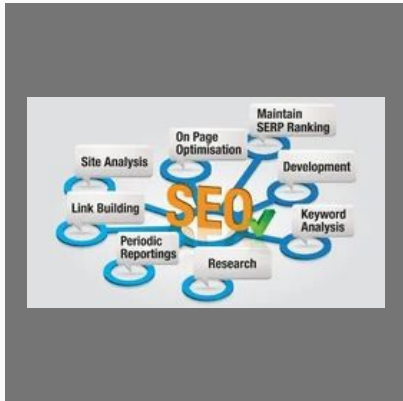 Maintain
SERP Ranking
On Page
Optimisation
Site Analysis
Development
Link Building
SEO
Keyword
Analysis
Periodic
Reportings
Research